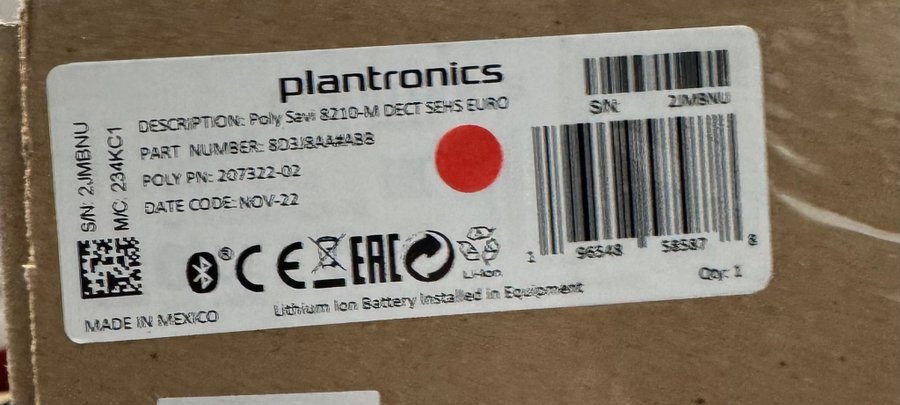 plantronics
DESCRIPTION: Poly Savi 8210-M DECT SEHS EURO
PART NUMBER: 8D3J8AA#ABB
POLY PN: 207322-02
DATE CODE: NOV-22
S/N: 2JMBNU
M/C: 234KC1
S/N: 2JMBNU
1 96548 58587 8
Qty: 1
CE EAC
Li-ion
Lithium Ion Battery Installed in Equipment
MADE IN MEXICO